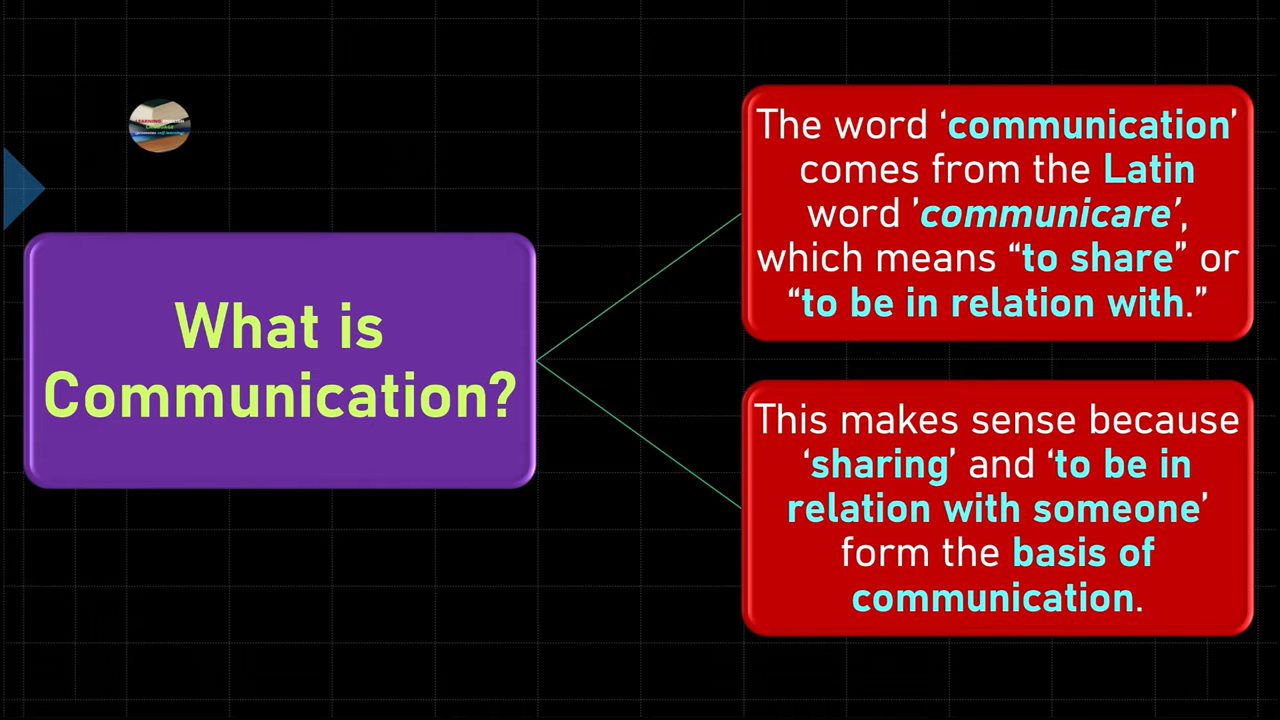 What is
Communication?
The word ‘communication’
comes from the Latin
word ’communicare’,
which means “to share” or
“to be in relation with.”
This makes sense because
‘sharing’ and ‘to be in
relation with someone’
form the basis of
communication.